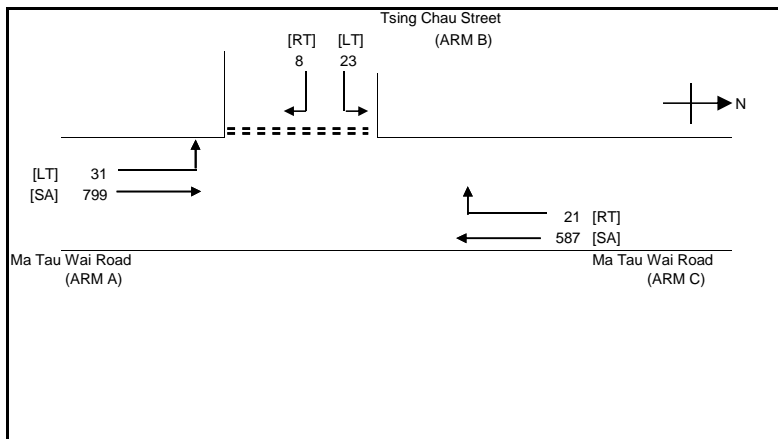 Tsing Chau Street
(ARM B)
[RT] [LT]
8 23
N
[LT] 31
[SA] 799
21 [RT]
587 [SA]
Ma Tau Wai Road
(ARM A)
Ma Tau Wai Road
(ARM C)